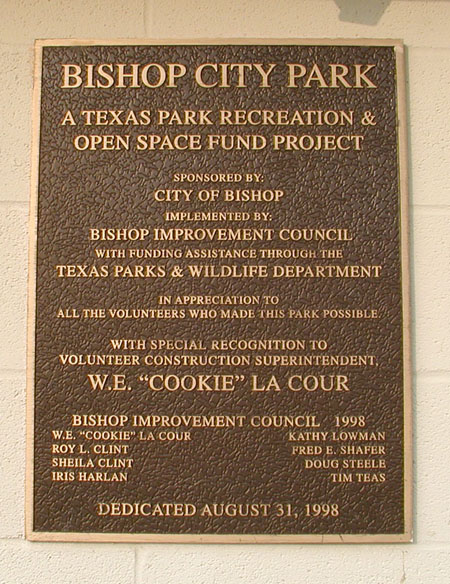 BISHOP CITY PARK
A TEXAS PARK RECREATION &
OPEN SPACE FUND PROJECT
SPONSORED BY:
CITY OF BISHOP
IMPLEMENTED BY:
BISHOP IMPROVEMENT COUNCIL
WITH FUNDING ASSISTANCE THROUGH THE
TEXAS PARKS & WILDLIFE DEPARTMENT
IN APPRECIATION TO
ALL THE VOLUNTEERS WHO MADE THIS PARK POSSIBLE.
WITH SPECIAL RECOGNITION TO
VOLUNTEER CONSTRUCTION SUPERINTENDENT,
W.E. “COOKIE” LA COUR
BISHOP IMPROVEMENT COUNCIL 1998
W.E. “COOKIE” LA COUR KATHY LOWMAN
ROY L. CLINT FRED E. SHAFER
SHEILA CLINT DOUG STEELE
IRIS HARLAN TIM TEAS
DEDICATED AUGUST 31, 1998